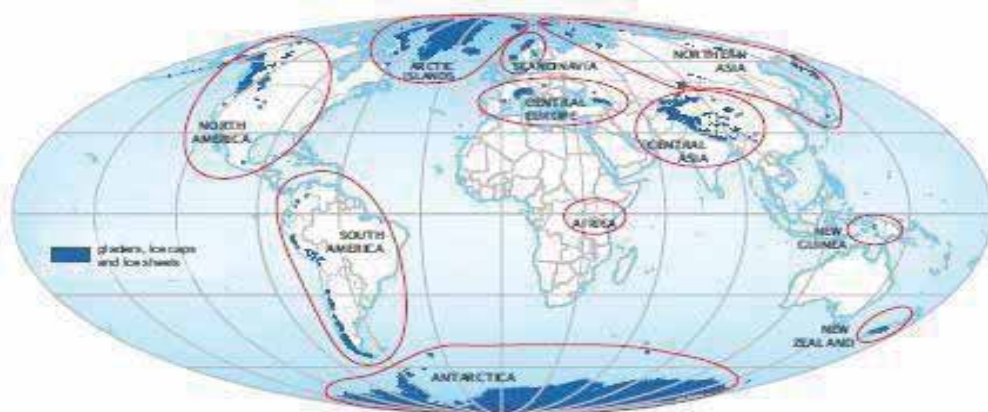 ARCTIC
ISLANDS
SCANDINAVIA
NORTHERN
ASIA
NORTH
AMERICA
CENTRAL
EUROPE
CENTRAL
ASIA
AFRICA
SOUTH
AMERICA
NEW
GUINEA
glaciers, ice caps
and ice sheets
NEW
ZEALAND
ANTARCTICA